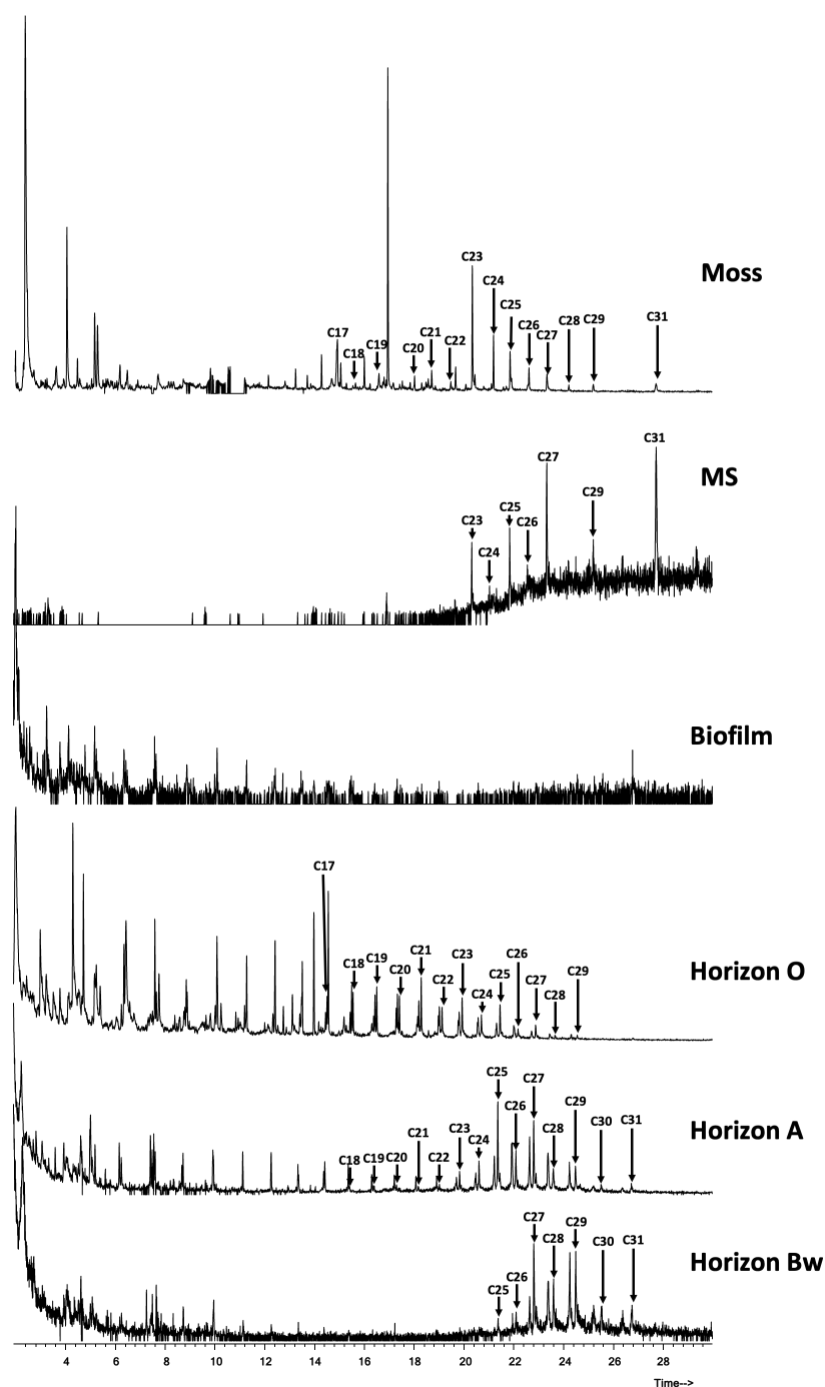 C23
Moss
C24
C25
C17
C21
C26
C28
C29
C31
C19
C22
C27
C18
C20
C31
C27
MS
C29
C25
C23
C26
C24
Biofilm
C17
C21
C23
C26
C18
C19
C20
C25
C29
Horizon O
C22
C27
C24
C28
C25
C27
C29
C26
C23
C21
C30
C31
Horizon A
C28
C24
C18
C19
C20
C22
C27
C29
C28
C30
C31
Horizon Bw
C26
C25
4 6 8 10 12 14 16 18 20 22 24 26 28
Time-->